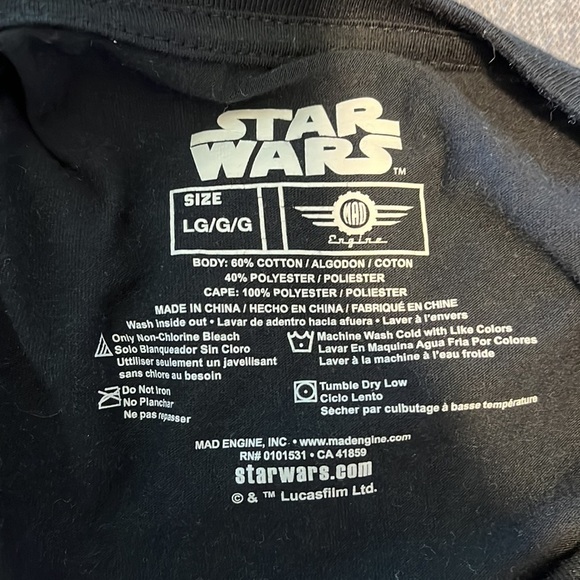 STAR
WARS™
SIZE
LG/G/G
MAD
Engine
BODY: 60% COTTON / ALGODON / COTON
40% POLYESTER / POLIESTER
CAPE: 100% POLYESTER / POLIESTER
MADE IN CHINA / HECHO EN CHINA / FABRIQUÉ EN CHINE
Wash inside out • Lavar de adentro hacia afuera • Laver à l'envers
Only Non-Chlorine Bleach
Solo Blanqueador Sin Cloro
Utiliser seulement un javellisant
sans chlore au besoin
Machine Wash Cold with Like Colors
Lavar En Maquina Agua Fria Por Colores
Laver à la machine à l'eau froide
Do Not Iron
No Planchar
Ne pas repasser
Tumble Dry Low
Ciclo Lento
Sècher par culbutage à basse température
MAD ENGINE, INC. • www.madengine.com
RN# 0101531 • CA 41859
starwars.com
© & ™ Lucasfilm Ltd.